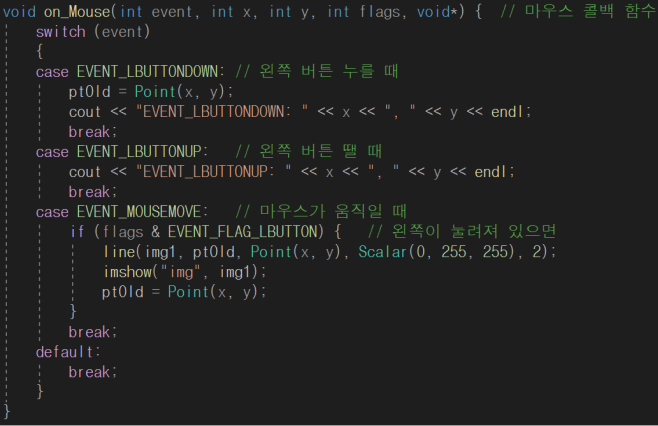 void on_Mouse(int event, int x, int y, int flags, void*) {  // 마우스 콜백 함수
    switch (event)
    {
    case EVENT_LBUTTONDOWN: // 왼쪽 버튼 누를 때
        ptOld = Point(x, y);
        cout << "EVENT_LBUTTONDOWN: " << x << ", " << y << endl;
        break;
    case EVENT_LBUTTONUP:   // 왼쪽 버튼 땔 때
        cout << "EVENT_LBUTTONUP: " << x << ", " << y << endl;
        break;
    case EVENT_MOUSEMOVE:   // 마우스가 움직일 때
        if (flags & EVENT_FLAG_LBUTTON) {   // 왼쪽이 눌려져 있으면
            line(img1, ptOld, Point(x, y), Scalar(0, 255, 255), 2);
            imshow("img", img1);
            ptOld = Point(x, y);
        }
        break;
    default:
        break;
    }
}